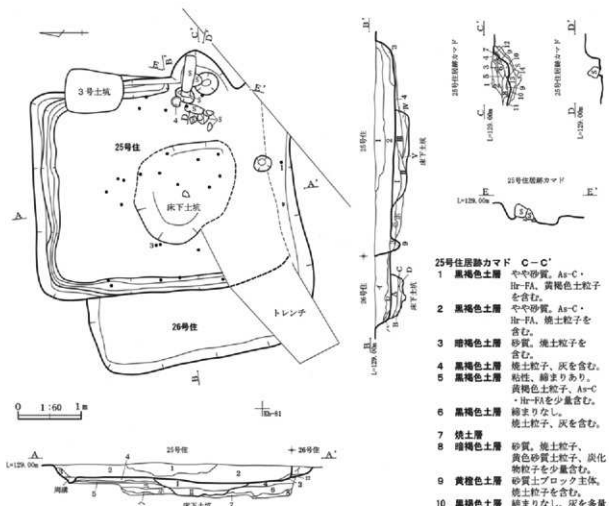 3号土坑
25号住
床下土坑
トレンチ
26号住
0 1:60 1m
25号住
26号住
L=129.00m
周溝
床下土坑
25号住
26号住
床下土坑
L=129.00m
25号住居跡カマド
L=129.00m
25号住居跡カマド
L=129.00m
25号住居跡カマド
L=129.00m
25号住居跡カマド C-C'
1 黒褐色土層 やや砂質。As-C・
Hr-FA、黄褐色土粒子
を含む。
2 黒褐色土層 やや砂質。As-C・
Hr-FA、焼土粒子を
含む。
3 暗褐色土層 砂質。焼土粒子を
含む。
4 黒褐色土層 焼土粒子、灰を含む。
5 黒褐色土層 粘性、締まりあり。
黄褐色土粒子、As-C
・Hr-FAを少量含む。
6 黒褐色土層 締まりなし。
焼土粒子、灰を含む。
7 焼土層
8 暗褐色土層 砂質。焼土粒子、
黄色砂質土粒子、炭化
物粒子を少量含む。
9 黄橙色土層 砂質土ブロック主体。
焼土粒子を含む。
10 黒褐色土層 締まりなし。灰を多量